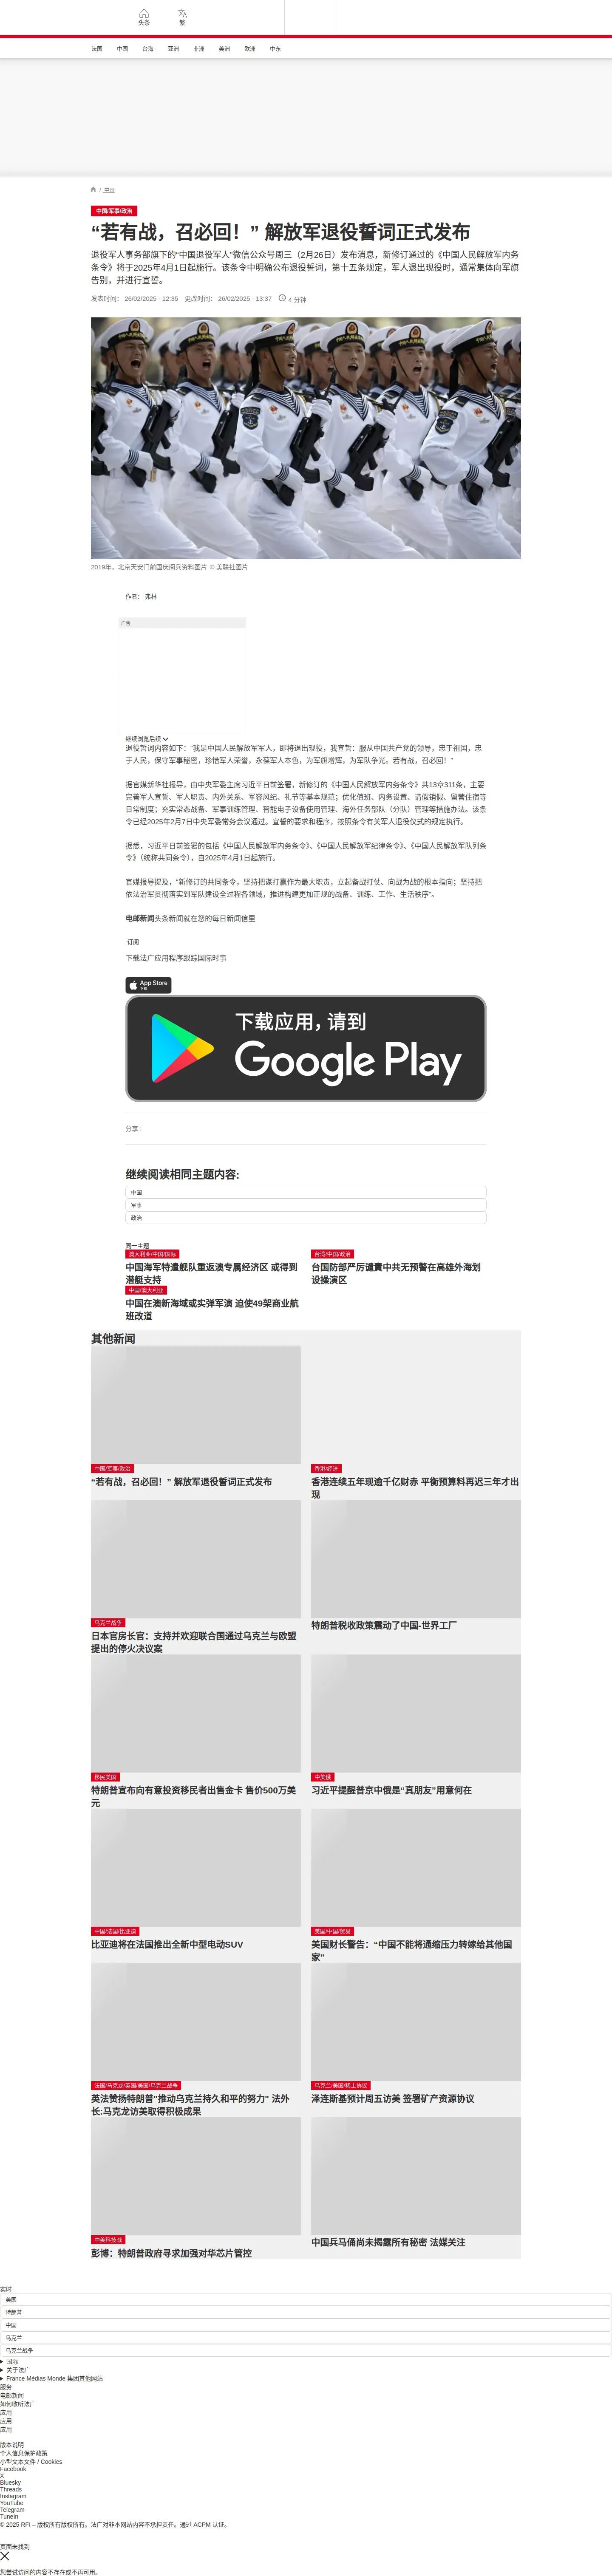 头条
繁
法国
中国
台海
亚洲
非洲
美洲
欧洲
中东
/ 中国
中国/军事/政治
“若有战，召必回！” 解放军退役誓词正式发布
退役军人事务部旗下的“中国退役军人”微信公众号周三（2月26日）发布消息，新修订通过的《中国人民解放军内务
条令》将于2025年4月1日起施行。该条令中明确公布退役誓词，第十五条规定，军人退出现役时，通常集体向军旗
告别，并进行宣誓。
发表时间： 26/02/2025 - 12:35 更改时间： 26/02/2025 - 13:37 4 分钟
2019年，北京天安门前国庆阅兵资料图片 © 美联社图片
作者： 弗林
广告
继续浏览后续
退役誓词内容如下：“我是中国人民解放军军人，即将退出现役，我宣誓：服从中国共产党的领导，忠于祖国，忠
于人民，保守军事秘密，珍惜军人荣誉，永葆军人本色，为军旗增辉，为军队争光。若有战，召必回！”
据官媒新华社报导，由中央军委主席习近平日前签署，新修订的《中国人民解放军内务条令》共13章311条，主要
完善军人宣誓、军人职责、内外关系、军容风纪、礼节等基本规范；优化值班、内务设置、请假销假、留营住宿等
日常制度；充实常态战备、军事训练管理、智能电子设备使用管理、海外任务部队（分队）管理等措施办法。该条
令已经2025年2月7日中央军委常务会议通过。宣誓的要求和程序，按照条令有关军人退役仪式的规定执行。
据悉，习近平日前签署的包括《中国人民解放军内务条令》、《中国人民解放军纪律条令》、《中国人民解放军队列条
令》（统称共同条令），自2025年4月1日起施行。
官媒报导提及，“新修订的共同条令，坚持把谋打赢作为最大职责，立起备战打仗、向战为战的根本指向；坚持把
依法治军贯彻落实到军队建设全过程各领域，推进构建更加正规的战备、训练、工作、生活秩序”。
电邮新闻头条新闻就在您的每日新闻信里
订阅
下载法广应用程序跟踪国际时事
App Store
下载
下载应用，请到
Google Play
分享 :
继续阅读相同主题内容:
中国
军事
政治
同一主题
澳大利亚/中国/国际
中国海军特遣舰队重返澳专属经济区 或得到
潜艇支持
台湾/中国/政治
台国防部严厉谴責中共无预警在高雄外海划
设操演区
中国/澳大利亚
中国在澳新海域或实弹军演 迫使49架商业航
班改道
其他新闻
中国/军事/政治
“若有战，召必回！” 解放军退役誓词正式发布
香港/经济
香港连续五年现逾千亿财赤 平衡预算料再迟三年才出
现
乌克兰战争
日本官房长官：支持并欢迎联合国通过乌克兰与欧盟
提出的停火决议案
特朗普税收政策震动了中国-世界工厂
移民美国
特朗普宣布向有意投资移民者出售金卡 售价500万美
元
中美俄
习近平提醒普京中俄是“真朋友”用意何在
中国/法国/比亚迪
比亚迪将在法国推出全新中型电动SUV
美国/中国/贸易
美国财长警告：“中国不能将通缩压力转嫁给其他国
家”
法国/马克龙/英国/美国/乌克兰战争
英法赞扬特朗普"推动乌克兰持久和平的努力" 法外
长:马克龙访美取得积极成果
乌克兰/美国/稀土协议
泽连斯基预计周五访美 签署矿产资源协议
中美科技战
彭博：特朗普政府寻求加强对华芯片管控
中国兵马俑尚未揭露所有秘密 法媒关注
实时
美国
特朗普
中国
乌克兰
乌克兰战争
国际
关于法广
France Médias Monde 集团其他网站
服务
电邮新闻
如何收听法广
应用
应用
应用
版本说明
个人信息保护政策
小型文本文件 / Cookies
Facebook
X
Bluesky
Threads
Instagram
YouTube
Telegram
TuneIn
© 2025 RFI – 版权所有版权所有。法广对非本网站内容不承担责任。通过 ACPM 认证。
页面未找到
您尝试访问的内容不存在或不再可用。